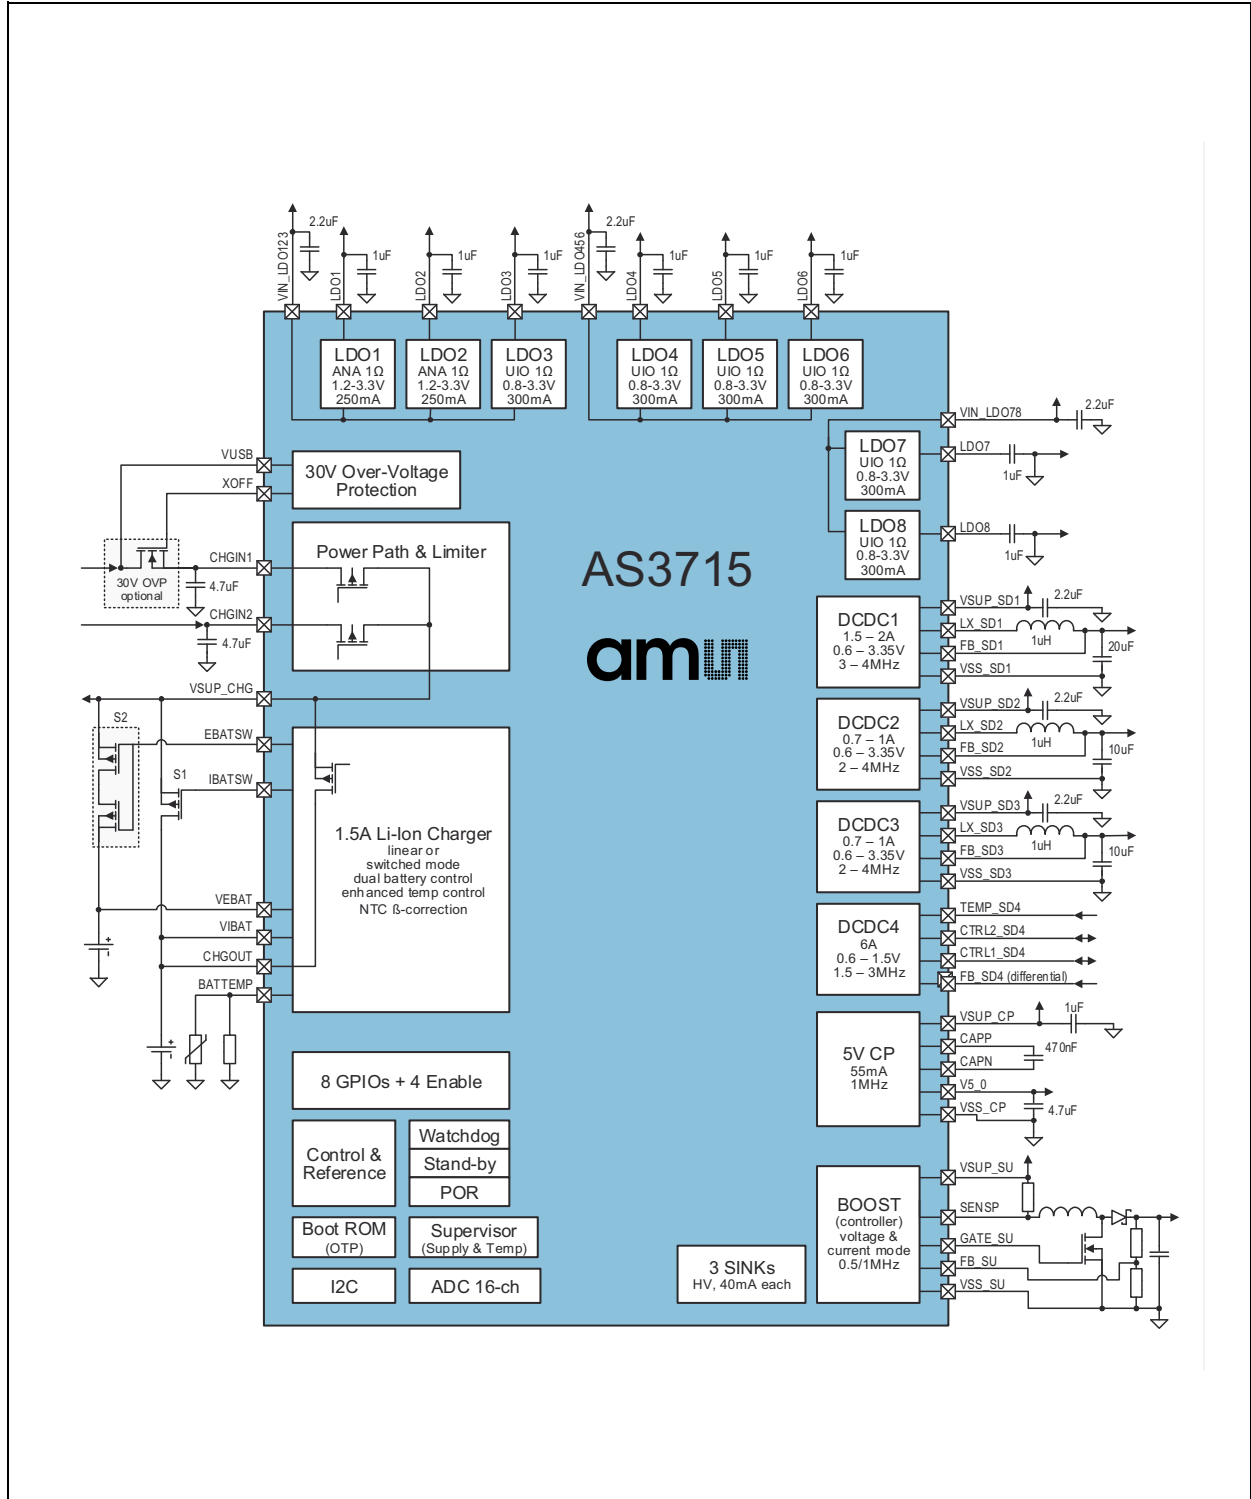 2.2uF
1uF
1uF
1uF
2.2uF
1uF
1uF
1uF
VIN_LDO123
LDO1
LDO2
LDO3
VIN_LDO456
LDO4
LDO5
LDO6
LDO1
ANA 1Ω
1.2-3.3V
250mA
LDO2
ANA 1Ω
1.2-3.3V
250mA
LDO3
UIO 1Ω
0.8-3.3V
300mA
LDO4
UIO 1Ω
0.8-3.3V
300mA
LDO5
UIO 1Ω
0.8-3.3V
300mA
LDO6
UIO 1Ω
0.8-3.3V
300mA
VIN_LDO78
2.2uF
LDO7
UIO 1Ω
0.8-3.3V
300mA
LDO7
1uF
LDO8
UIO 1Ω
0.8-3.3V
300mA
LDO8
1uF
VUSB
XOFF
30V Over-Voltage
Protection
30V OVP
optional
CHGIN1
4.7uF
CHGIN2
4.7uF
Power Path & Limiter
AS3715
am
DCDC1
1.5 – 2A
0.6 – 3.35V
3 – 4MHz
VSUP_SD1
2.2uF
LX_SD1
1uH
FB_SD1
20uF
VSS_SD1
VSUP_CHG
S2
EBATSW
S1
IBATSW
DCDC2
0.7 – 1A
0.6 – 3.35V
2 – 4MHz
VSUP_SD2
2.2uF
LX_SD2
1uH
FB_SD2
10uF
VSS_SD2
1.5A Li-Ion Charger
linear or
switched mode
dual battery control
enhanced temp control
NTC ß-correction
DCDC3
0.7 – 1A
0.6 – 3.35V
2 – 4MHz
VSUP_SD3
2.2uF
LX_SD3
1uH
FB_SD3
10uF
VSS_SD3
VEBAT
VIBAT
CHGOUT
BATTEMP
DCDC4
6A
0.6 – 1.5V
1.5 – 3MHz
TEMP_SD4
CTRL2_SD4
CTRL1_SD4
FB_SD4 (differential)
5V CP
55mA
1MHz
VSUP_CP
1uF
CAPP
470nF
CAPN
V5_0
VSS_CP
4.7uF
8 GPIOs + 4 Enable
Control &
Reference
Watchdog
Stand-by
POR
Boot ROM
(OTP)
Supervisor
(Supply & Temp)
I2C
ADC 16-ch
3 SINKs
HV, 40mA each
BOOST
(controller)
voltage &
current mode
0.5/1MHz
VSUP_SU
SENSP
GATE_SU
FB_SU
VSS_SU